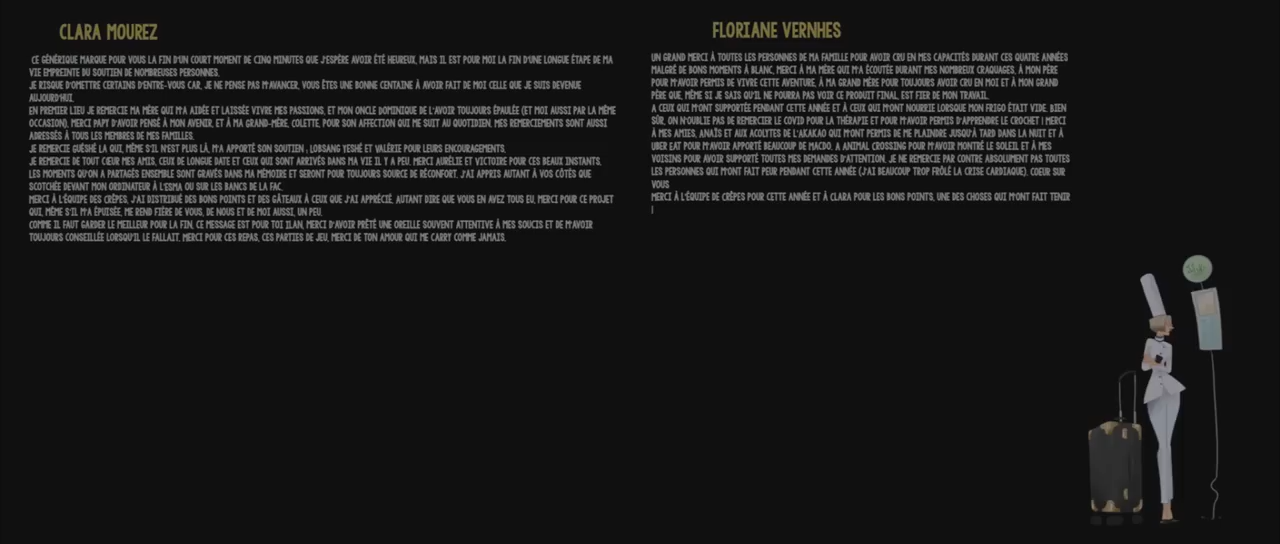 CLARA MOUREZ
CE GÉNÉRIQUE MARQUE POUR VOUS LA FIN D'UN COURT MOMENT DE CINQ MINUTES QUE J'ESPÈRE AVOIR ÉTÉ HEUREUX, MAIS IL EST POUR MOI LA FIN D'UNE LONGUE ÉTAPE DE MA
VIE EMPREINTE DU SOUTIEN DE NOMBREUSES PERSONNES.
JE RISQUE D'OMETTRE CERTAINS D'ENTRE-VOUS CAR, JE NE PENSE PAS M'AVANCER, VOUS ÊTES UNE BONNE CENTAINE À AVOIR FAIT DE MOI CELLE QUE JE SUIS DEVENUE
AUJOURD'HUI.
EN PREMIER LIEU JE REMERCIE MA MÈRE QUI M'A AIDÉE ET LAISSÉE VIVRE MES PASSIONS, ET MON ONCLE DOMINIQUE DE L'AVOIR TOUJOURS ÉPAULÉE (ET MOI AUSSI PAR LA MÊME
OCCASION). MERCI PAPY D'AVOIR PENSÉ À MON AVENIR, ET À MA GRAND-MÈRE, COLETTE, POUR SON AFFECTION QUI ME SUIT AU QUOTIDIEN. MES REMERCIEMENTS SONT AUSSI
ADRESSÉS À TOUS LES MEMBRES DE MES FAMILLES.
JE REMERCIE GUÉSHÉ LA QUI, MÊME S'IL N'EST PLUS LÀ, M'A APPORTÉ SON SOUTIEN ; LOBSANG YESHÉ ET VALÉRIE POUR LEURS ENCOURAGEMENTS.
JE REMERCIE DE TOUT CŒUR MES AMIS, CEUX DE LONGUE DATE ET CEUX QUI SONT ARRIVÉS DANS MA VIE IL Y A PEU. MERCI AURÉLIE ET VICTOIRE POUR CES BEAUX INSTANTS.
LES MOMENTS QU'ON A PARTAGÉS ENSEMBLE SONT GRAVÉS DANS MA MÉMOIRE ET SERONT POUR TOUJOURS SOURCE DE RÉCONFORT. J'AI APPRIS AUTANT À VOS CÔTÉS QUE
SCOTCHÉE DEVANT MON ORDINATEUR À L'ESMA OU SUR LES BANCS DE LA FAC.
MERCI À L'ÉQUIPE DES CRÊPES, J'AI DISTRIBUÉ DES BONS POINTS ET DES GÂTEAUX À CEUX QUE J'AI APPRÉCIÉ, AUTANT DIRE QUE VOUS EN AVEZ TOUS EU. MERCI POUR CE PROJET
QUI, MÊME S'IL M'A ÉPUISÉE, ME REND FIÈRE DE VOUS, DE NOUS ET DE MOI AUSSI, UN PEU.
COMME IL FAUT GARDER LE MEILLEUR POUR LA FIN, CE MESSAGE EST POUR TOI ILAN, MERCI D'AVOIR PRÊTÉ UNE OREILLE SOUVENT ATTENTIVE À MES SOUCIS ET DE M'AVOIR
TOUJOURS CONSEILLÉE LORSQU'IL LE FALLAIT. MERCI POUR CES REPAS, CES PARTIES DE JEU, MERCI DE TON AMOUR QUI ME CARRY COMME JAMAIS.
FLORIANE VERNHES
UN GRAND MERCI À TOUTES LES PERSONNES DE MA FAMILLE POUR AVOIR CRU EN MES CAPACITÉS DURANT CES QUATRE ANNÉES
MALGRÉ DE BONS MOMENTS À BLANC, MERCI À MA MÈRE QUI M'A ÉCOUTÉE DURANT MES NOMBREUX CRAQUAGES, À MON PÈRE
POUR M'AVOIR PERMIS DE VIVRE CETTE AVENTURE, À MA GRAND MÈRE POUR TOUJOURS AVOIR CRU EN MOI ET À MON GRAND
PÈRE QUE, MÊME SI JE SAIS QU'IL NE POURRA PAS VOIR CE PRODUIT FINAL, EST FIER DE MON TRAVAIL.
A CEUX QUI M'ONT SUPPORTÉE PENDANT CETTE ANNÉE ET À CEUX QUI M'ONT NOURRIE LORSQUE MON FRIGO ÉTAIT VIDE. BIEN
SÛR, ON N'OUBLIE PAS DE REMERCIER LE COVID POUR LA THÉRAPIE ET POUR M'AVOIR PERMIS D'APPRENDRE LE CROCHET ! MERCI
À MES AMIES, ANAÏS ET AUX ACOLYTES DE L'AKAKAO QUI M'ONT PERMIS DE ME PLAINDRE JUSQU'À TARD DANS LA NUIT ET À
UBER EAT POUR M'AVOIR APPORTÉ BEAUCOUP DE MACDO. A ANIMAL CROSSING POUR M'AVOIR MONTRÉ LE SOLEIL ET À MES
VOISINS POUR AVOIR SUPPORTÉ TOUTES MES DEMANDES D'ATTENTION. JE NE REMERCIE PAR CONTRE ABSOLUMENT PAS TOUTES
LES PERSONNES QUI M'ONT FAIT PEUR PENDANT CETTE ANNÉE (J'AI BEAUCOUP TROP FRÔLÉ LA CRISE CARDIAQUE). COEUR SUR
VOUS
MERCI À L'ÉQUIPE DE CRÊPES POUR CETTE ANNÉE ET À CLARA POUR LES BONS POINTS, UNE DES CHOSES QUI M'ONT FAIT TENIR
!